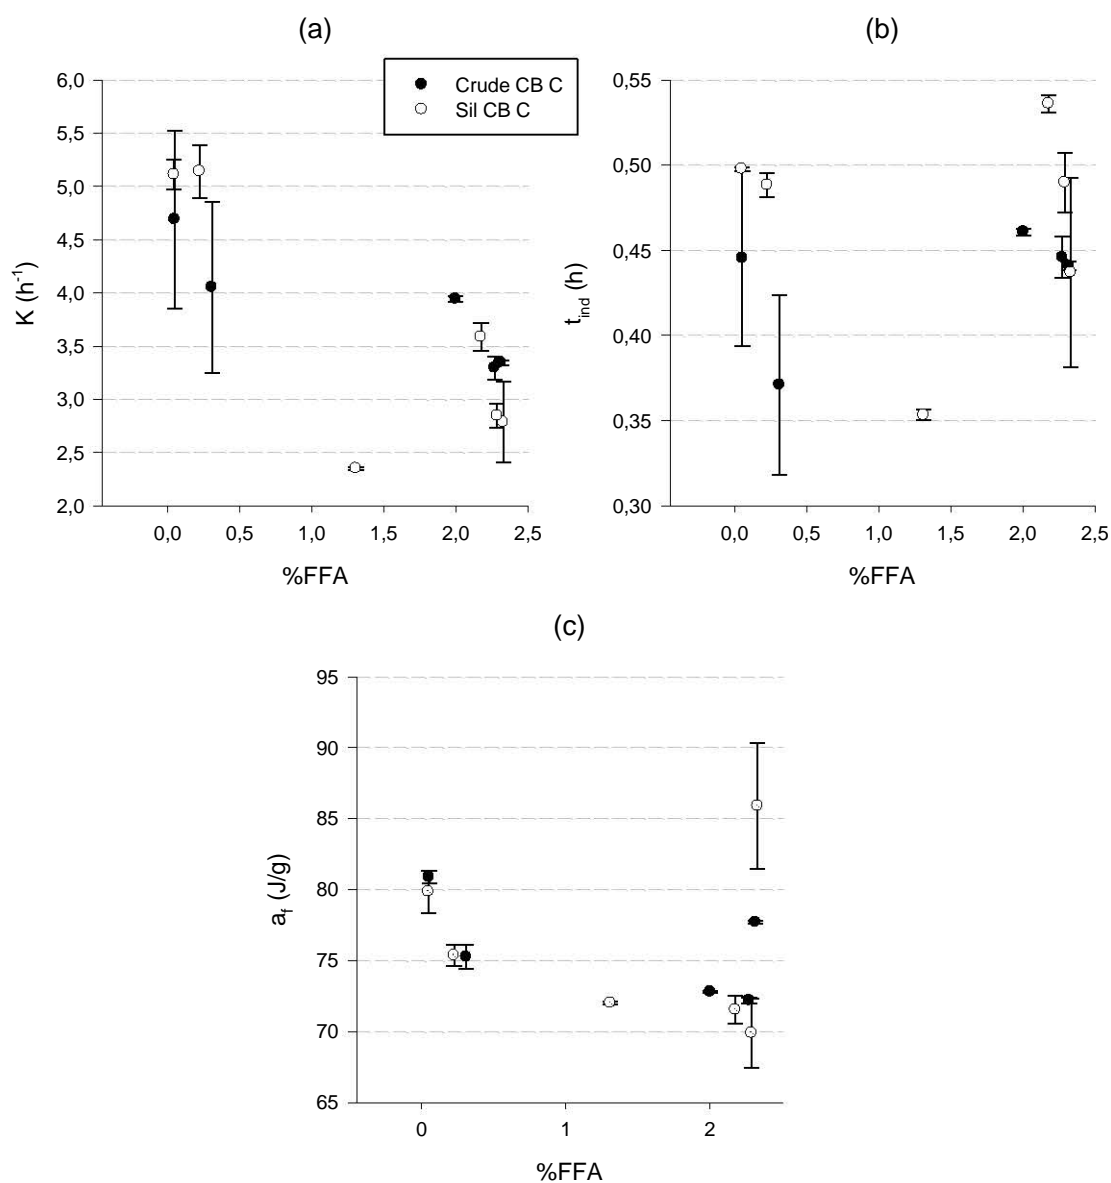 (a)
6,0
5,5
5,0
4,5
4,0
3,5
3,0
2,5
2,0
K (h-1)
0,0 0,5 1,0 1,5 2,0 2,5
%FFA
Crude CB C
Sil CB C
(b)
0,55
0,50
0,45
0,40
0,35
0,30
tind (h)
0,0 0,5 1,0 1,5 2,0 2,5
%FFA
(c)
95
90
85
80
75
70
65
af (J/g)
0 1 2
%FFA